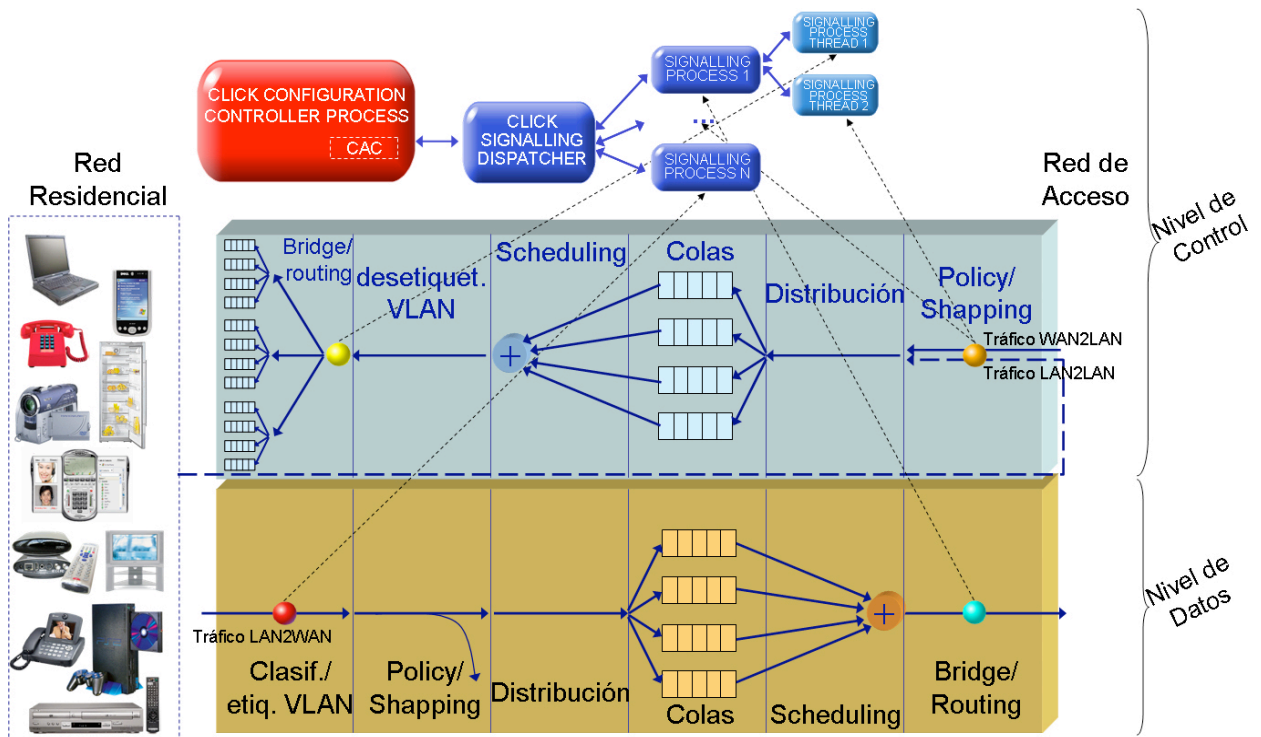 SIGNALLING
PROCESS
THREAD 1
SIGNALLING
PROCESS 1
SIGNALLING
PROCESS
THREAD 2
CLICK CONFIGURATION
CONTROLLER PROCESS
CAC
CLICK
SIGNALLING
DISPATCHER
...
SIGNALLING
PROCESS N
Red
Residencial
Red de
Acceso
Nivel de
Control
Bridge/
routing
desetiquet.
VLAN
Scheduling
Colas
Distribución
Policy/
Shapping
+
Tráfico WAN2LAN
Tráfico LAN2LAN
Nivel de
Datos
Tráfico LAN2WAN
+
Clasif./
etiq. VLAN
Policy/
Shapping
Distribución
Colas
Scheduling
Bridge/
Routing